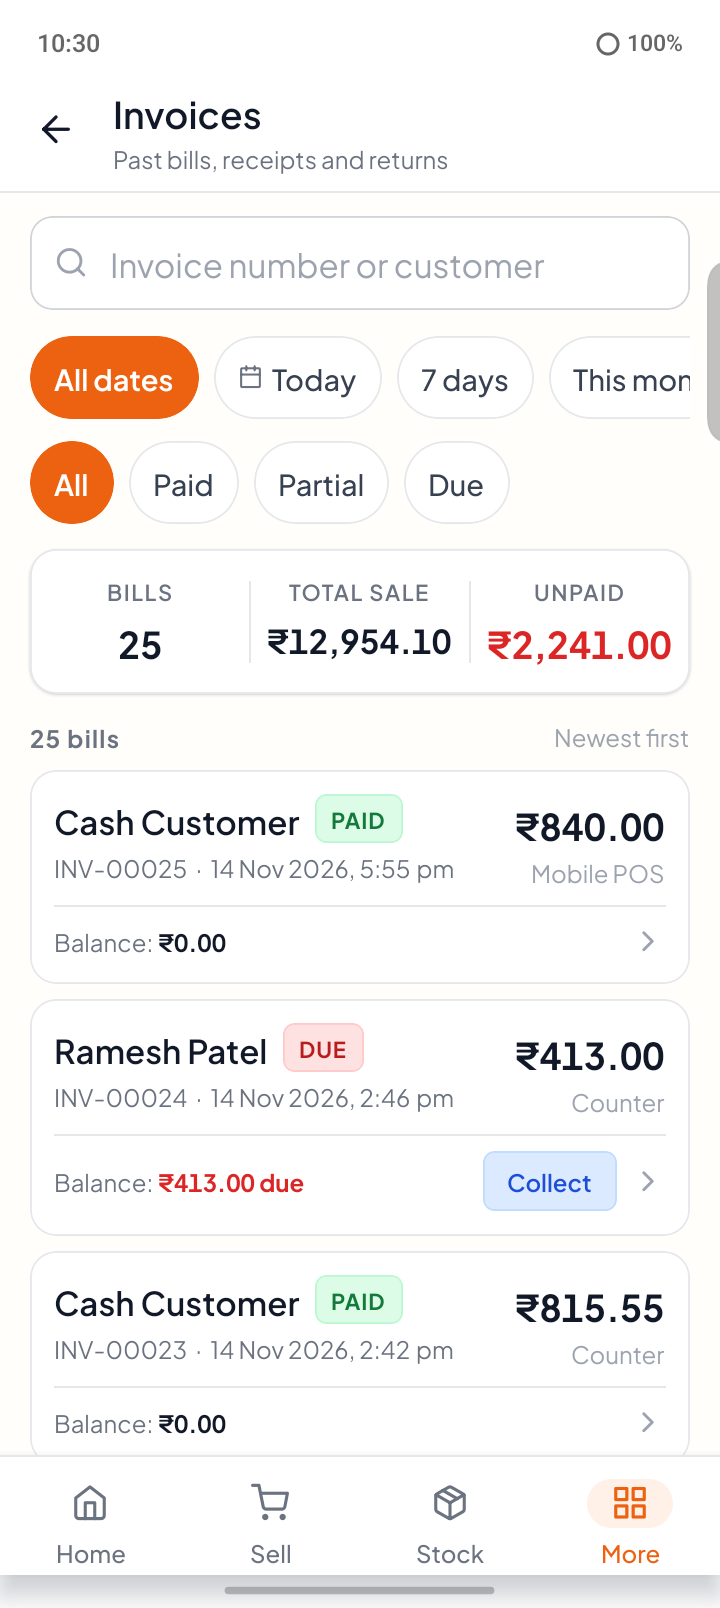 10:30
100%
Invoices
Past bills, receipts and returns
Invoice number or customer
All dates Today 7 days This mon
All Paid Partial Due
BILLS TOTAL SALE UNPAID
25 ₹12,954.10 ₹2,241.00
25 bills Newest first
Cash Customer PAID ₹840.00
INV-00025 · 14 Nov 2026, 5:55 pm Mobile POS
Balance: ₹0.00
Ramesh Patel DUE ₹413.00
INV-00024 · 14 Nov 2026, 2:46 pm Counter
Balance: ₹413.00 due Collect
Cash Customer PAID ₹815.55
INV-00023 · 14 Nov 2026, 2:42 pm Counter
Balance: ₹0.00
Home Sell Stock More